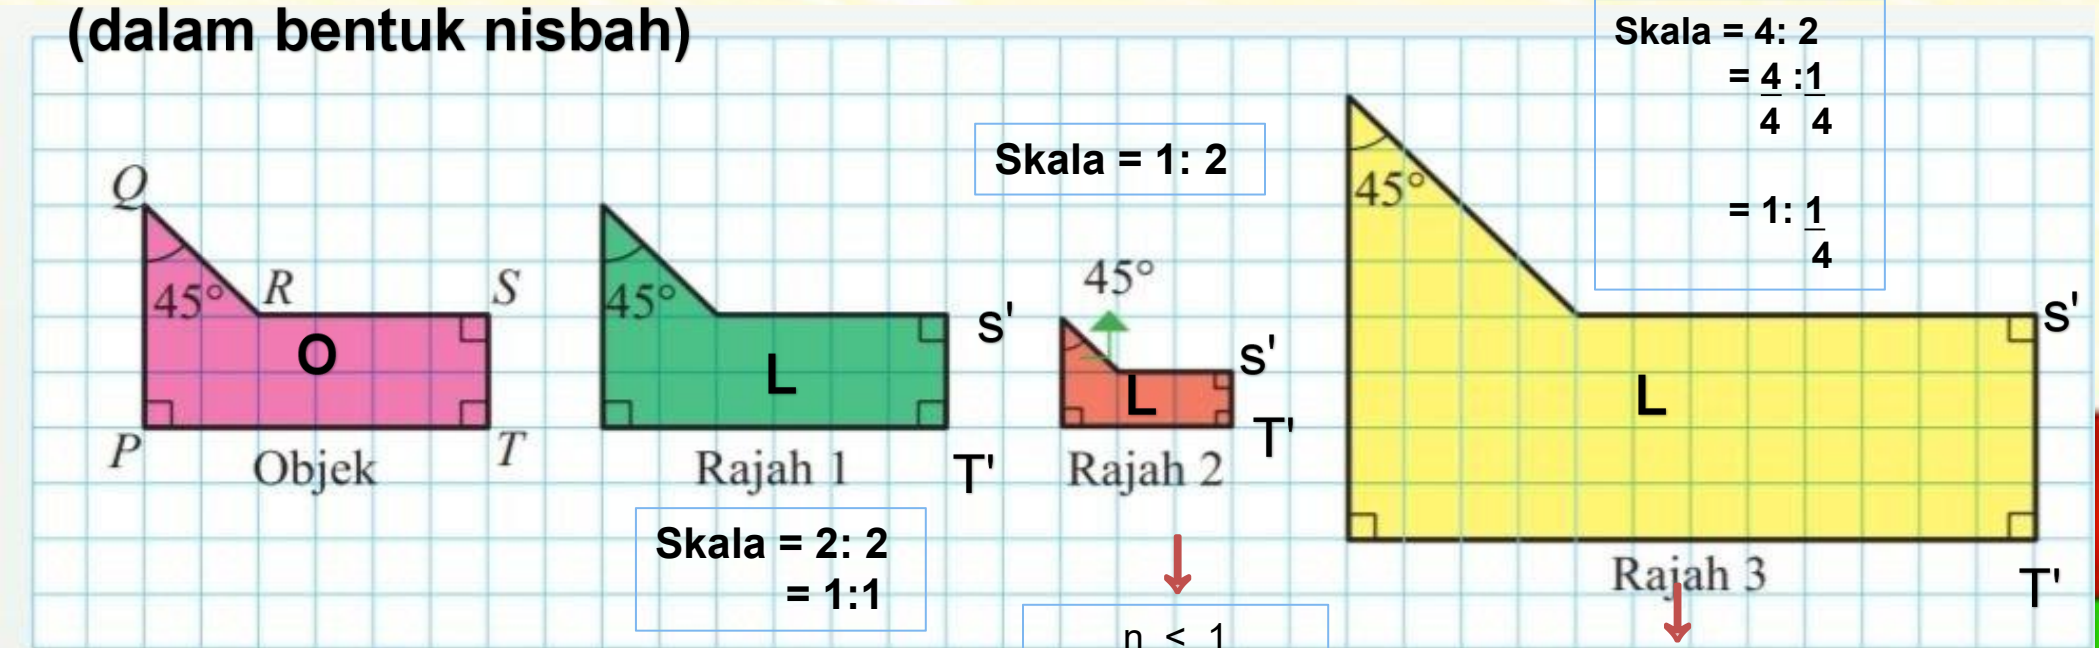 (dalam bentuk nisbah)
Q
R
S
45°
O
P
T
Objek
45°
L
S'
T'
Rajah 1
Skala = 2: 2
= 1:1
Skala = 1: 2
45°
L
S'
T'
Rajah 2
n < 1
Skala = 4: 2
= 4 :1
4 4
= 1: 1
4
45°
L
S'
T'
Rajah 3